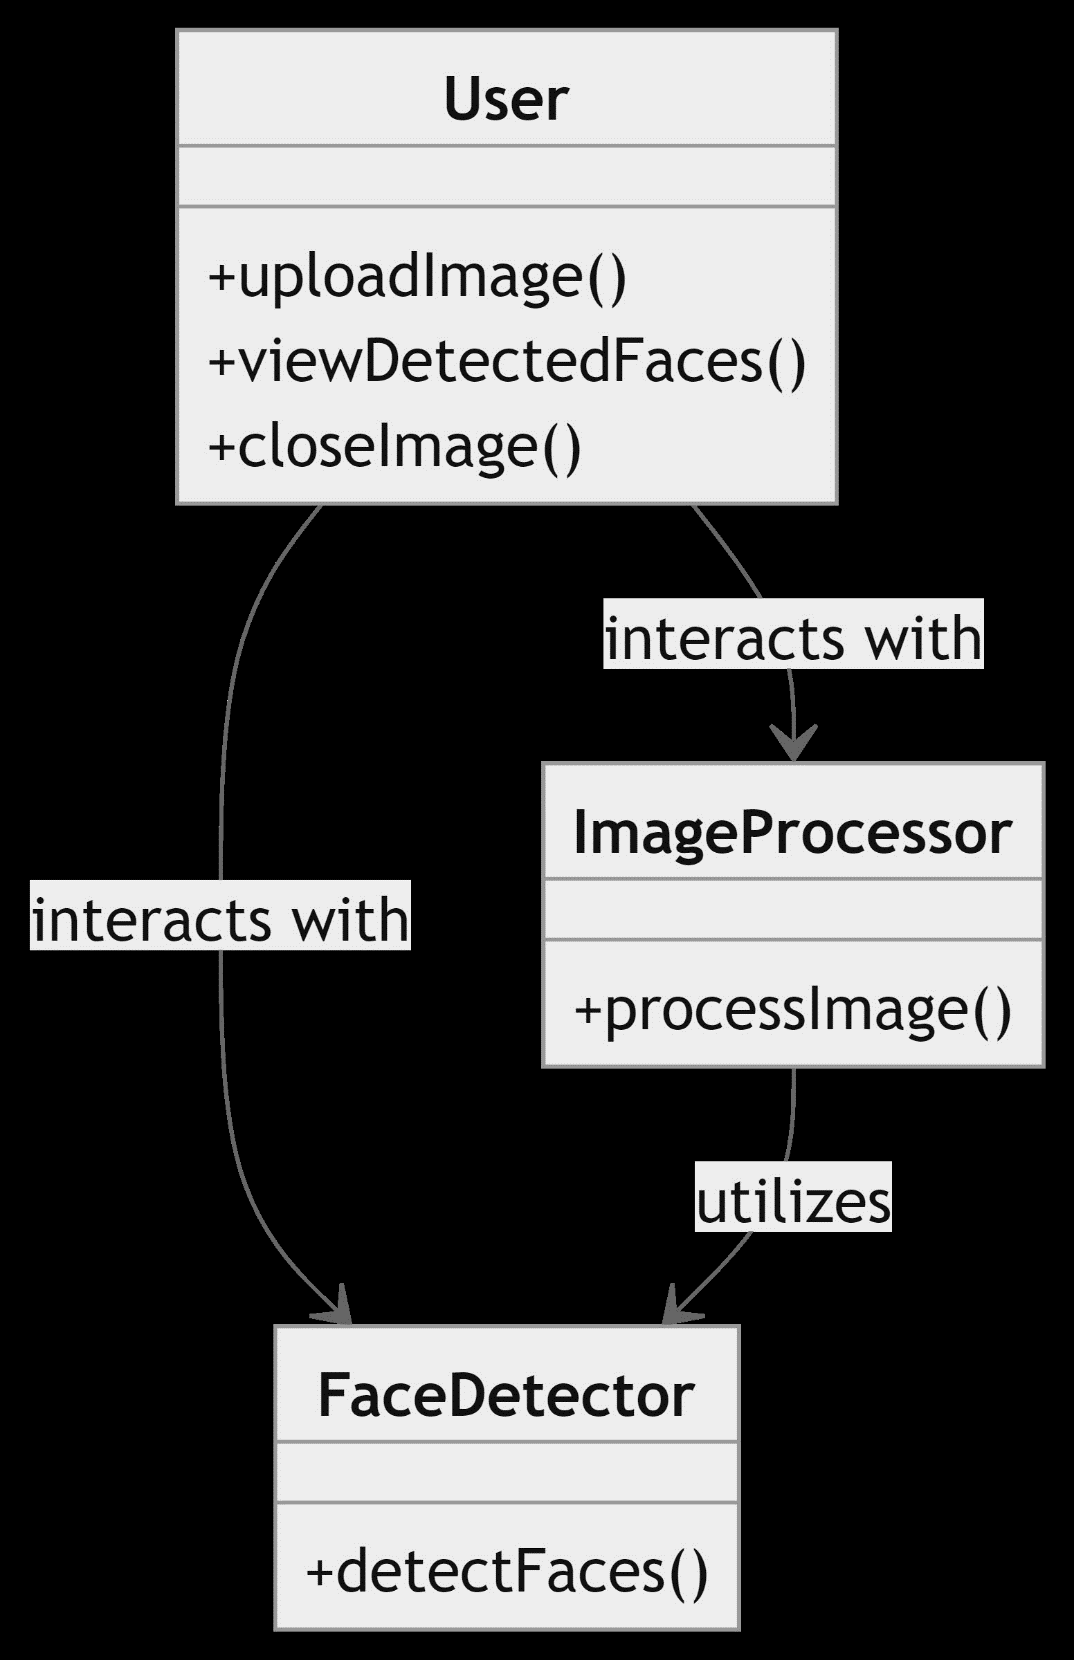 User
+uploadImage()
+viewDetectedFaces()
+closeImage()
interacts with
ImageProcessor
+processImage()
interacts with
utilizes
FaceDetector
+detectFaces()